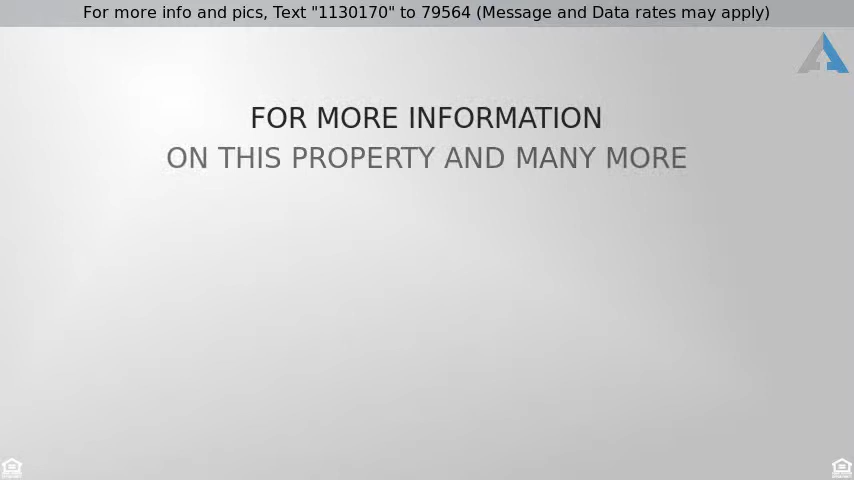 For more info and pics, Text "1130170" to 79564 (Message and Data rates may apply)
FOR MORE INFORMATION
ON THIS PROPERTY AND MANY MORE